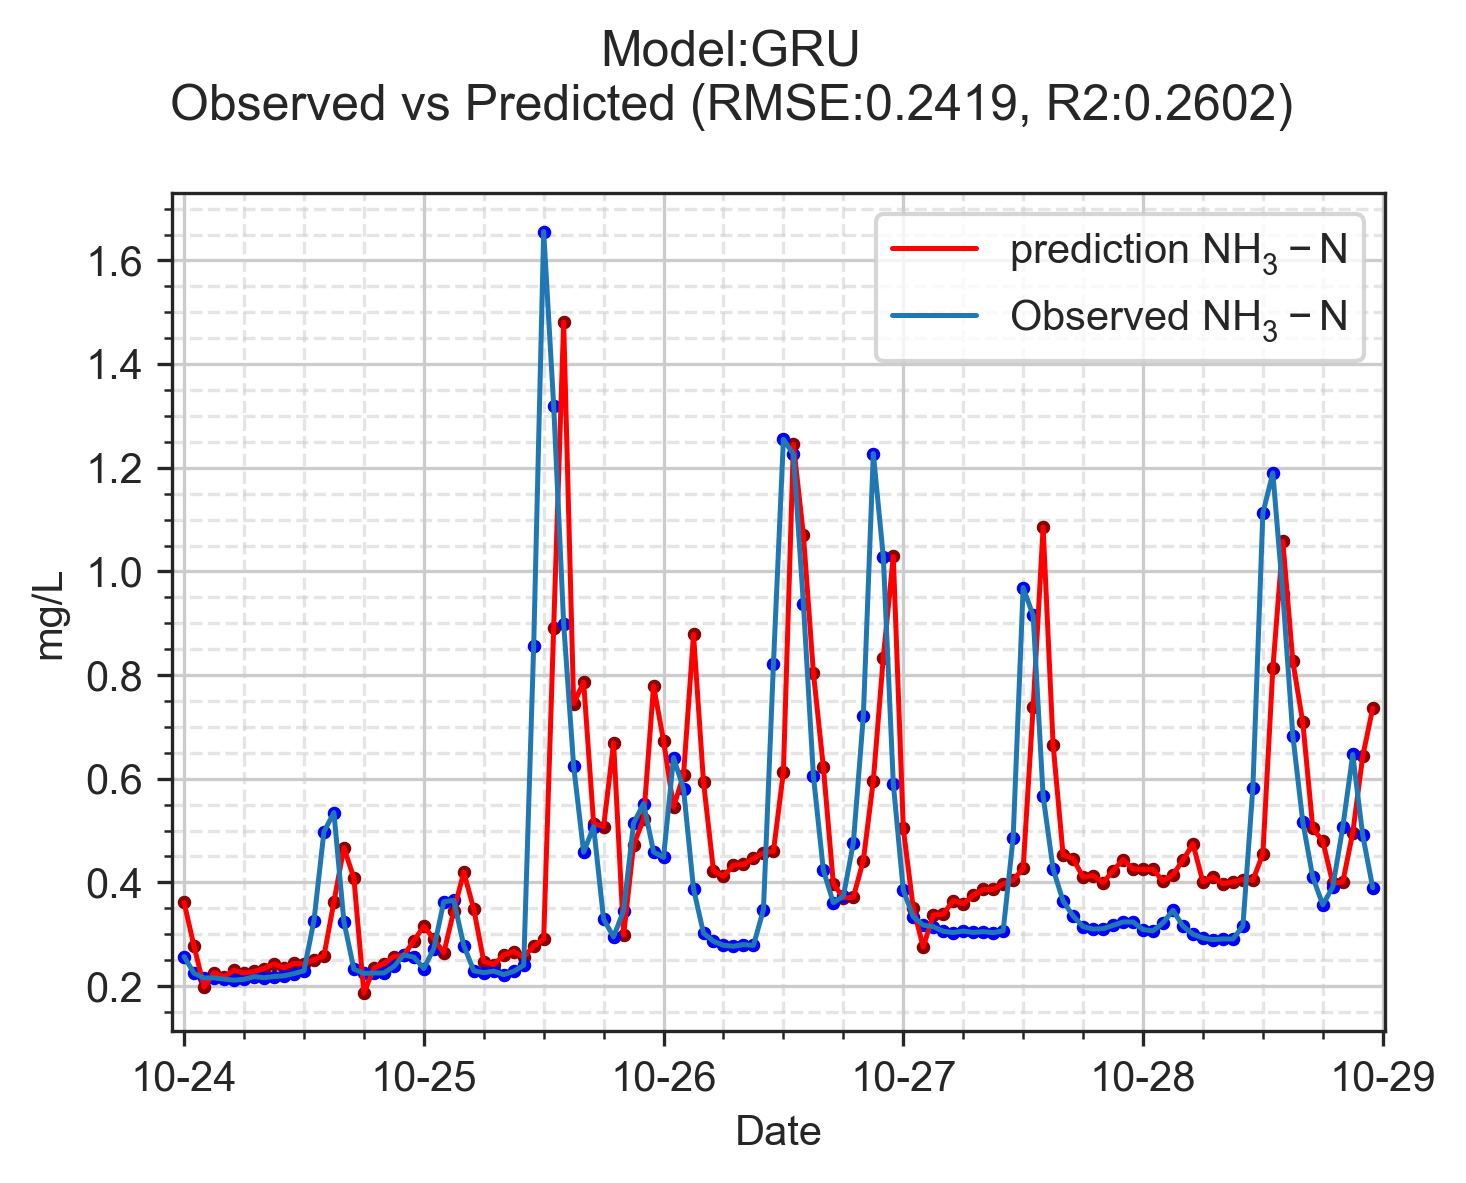 Model:GRU
Observed vs Predicted (RMSE:0.2419, R2:0.2602)
prediction NH₃ − N
Observed NH₃ − N
1.6
1.4
1.2
1.0
0.8
0.6
0.4
0.2
mg/L
10-24 10-25 10-26 10-27 10-28 10-29
Date